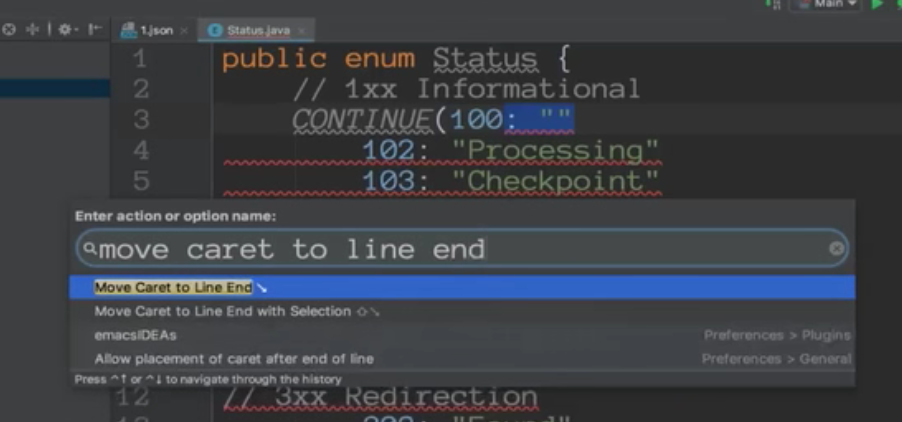 Main
1.json Status.java
1 public enum Status {
2 // 1xx Informational
3 CONTINUE(100: ""
4 102: "Processing"
5 103: "Checkpoint"
Enter action or option name:
move caret to line end
Move Caret to Line End ↘
Move Caret to Line End with Selection ⇧↘
emacsIDEAs Preferences > Plugins
Allow placement of caret after end of line Preferences > General
Press ^↑ or ^↓ to navigate through the history
12 // 3xx Redirection